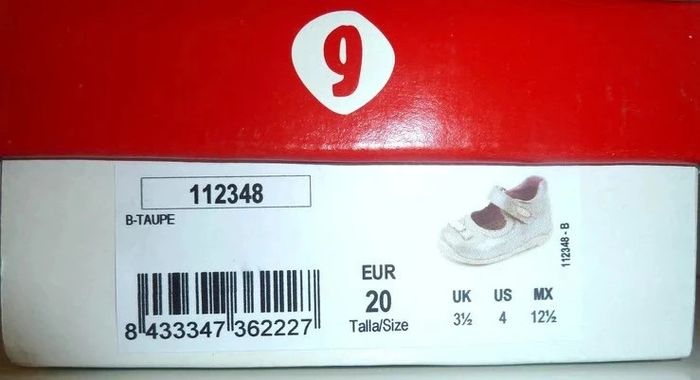 9
112348
B-TAUPE
112348 - B
EUR
20
Talla/Size
UK US MX
3½ 4 12½
8 433347 362227